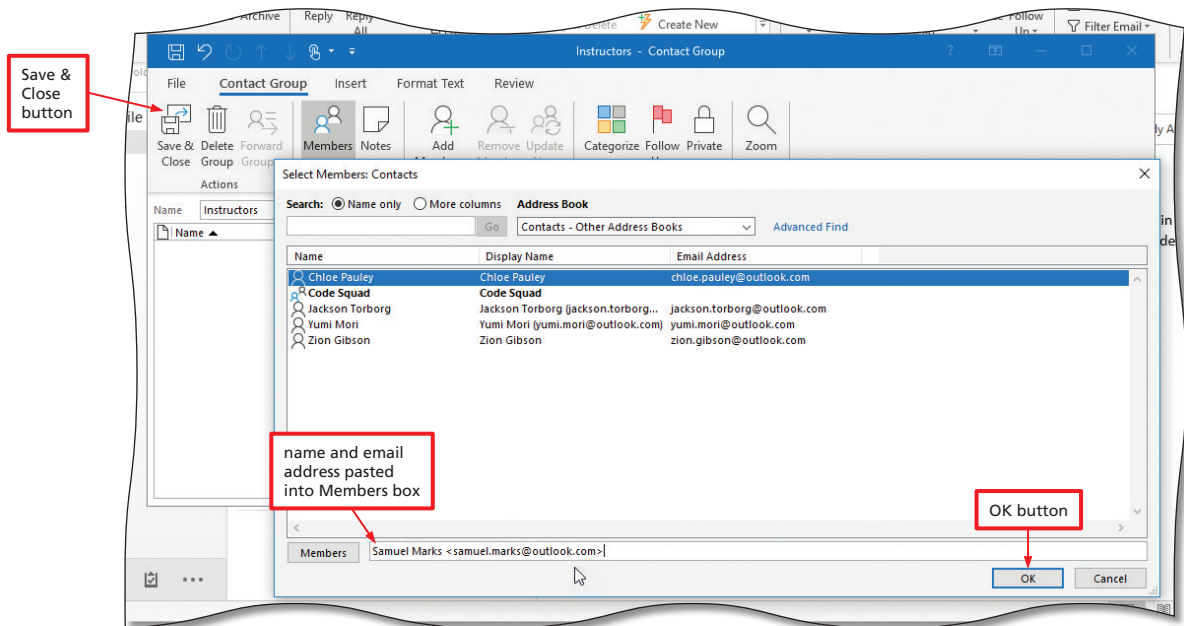 Archive
Reply
Reply
All
Delete
Create New
Follow
Up
Filter Email
Save &
Close
button
Instructors - Contact Group
?
File
Contact Group
Insert
Format Text
Review
ile
Save &
Close
Delete
Group
Forward
Group
Members
Notes
Add
Remove
Update
Categorize
Follow
Private
Zoom
ly A
Actions
Select Members: Contacts
Name
Instructors
Name
Search:
Name only
More columns
Address Book
Go
Contacts - Other Address Books
Advanced Find
in
de
Name Display Name Email Address
Chloe Pauley Chloe Pauley chloe.pauley@outlook.com
Code Squad Code Squad
Jackson Torborg Jackson Torborg (jackson.torborg... jackson.torborg@outlook.com
Yumi Mori Yumi Mori (yumi.mori@outlook.com) yumi.mori@outlook.com
Zion Gibson Zion Gibson zion.gibson@outlook.com
name and email
address pasted
into Members box
OK button
Members
Samuel Marks <samuel.marks@outlook.com>
OK
Cancel